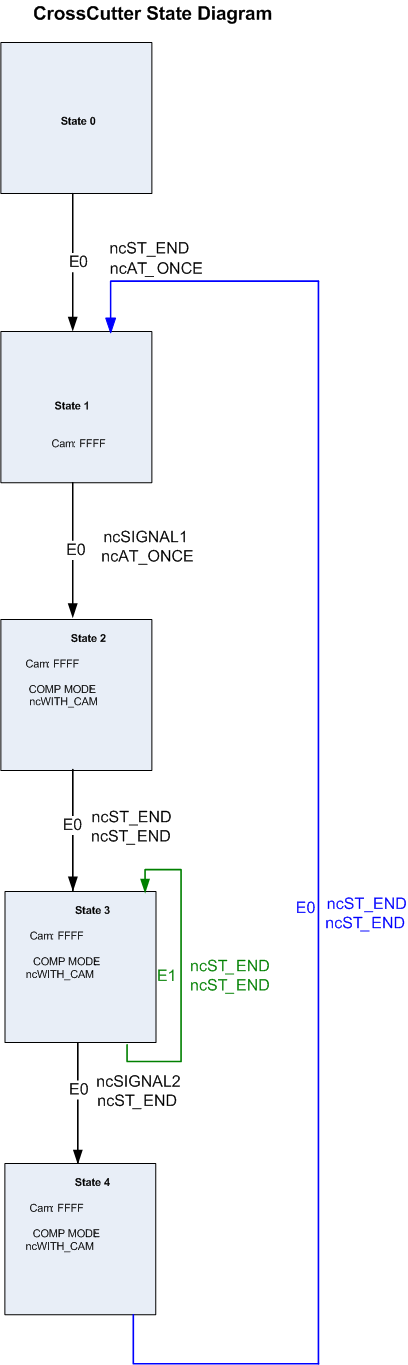 CrossCutter State Diagram
State 0
E0
ncST_END
ncAT_ONCE
State 1
Cam: FFFF
E0
ncSIGNAL1
ncAT_ONCE
State 2
Cam: FFFF
COMP MODE
ncWITH_CAM
E0
ncST_END
ncST_END
State 3
Cam: FFFF
COMP MODE
ncWITH_CAM
E1
ncST_END
ncST_END
E0
ncST_END
ncST_END
E0
ncSIGNAL2
ncST_END
State 4
Cam: FFFF
COMP MODE
ncWITH_CAM